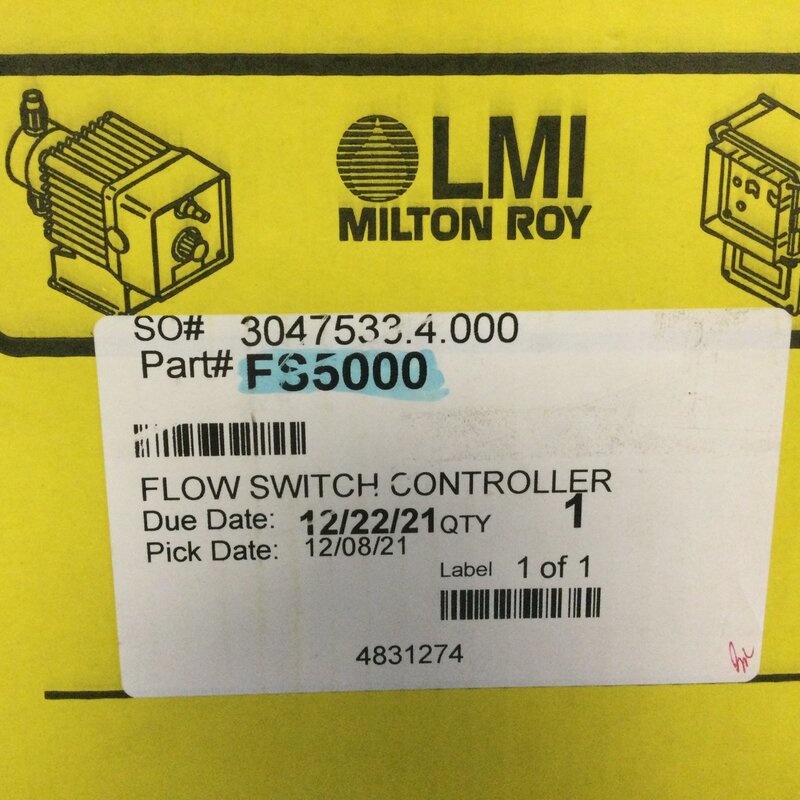 LMI
MILTON ROY
SO# 3047533.4.000
Part# FS5000
FLOW SWITCH CONTROLLER
Due Date: 12/22/21 QTY 1
Pick Date: 12/08/21
Label 1 of 1
4831274